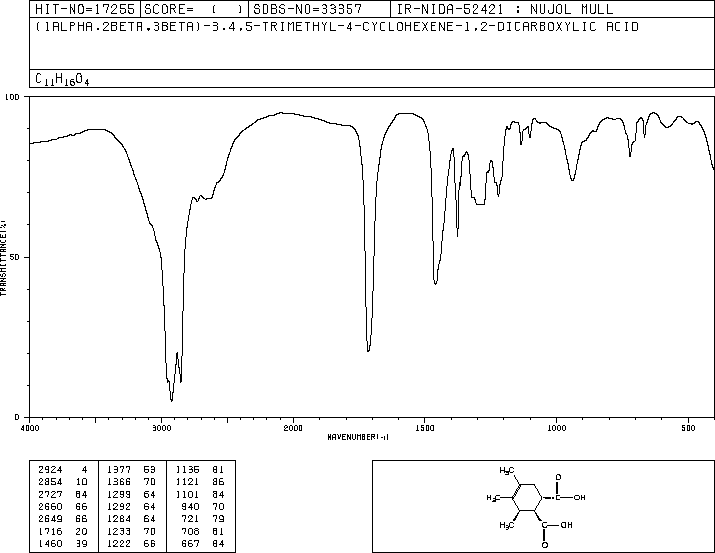 HIT-NO=17255 SCORE= ( ) SDBS-NO=33357 IR-NIDA-52421 : NUJOL MULL
(1ALPHA,2BETA,3BETA)-3,4,5-TRIMETHYL-4-CYCLOHEXENE-1,2-DICARBOXYLIC ACID
C11H16O4
100
TRANSMITTANCE(%)
50
0
4000 3000 2000 1500 1000 500
WAVENUMBER(-1)
2924 4 1377 53 1136 81
2854 10 1366 70 1121 86
2727 84 1299 64 1101 84
2660 66 1292 64 940 70
2649 66 1264 64 721 79
1716 20 1233 70 708 81
1460 39 1222 66 667 84
H3C
O
H3C
C OH
H3C
C OH
O